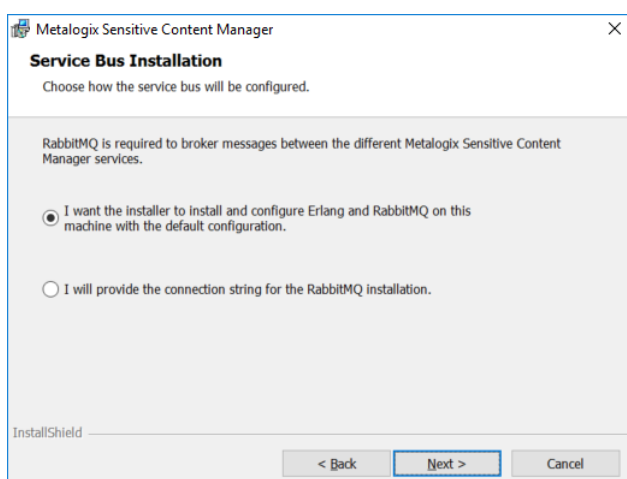 Metalogix Sensitive Content Manager
Service Bus Installation
Choose how the service bus will be configured.
RabbitMQ is required to broker messages between the different Metalogix Sensitive Content
Manager services.
I want the installer to install and configure Erlang and RabbitMQ on this
machine with the default configuration.
I will provide the connection string for the RabbitMQ installation.
InstallShield
< Back Next > Cancel